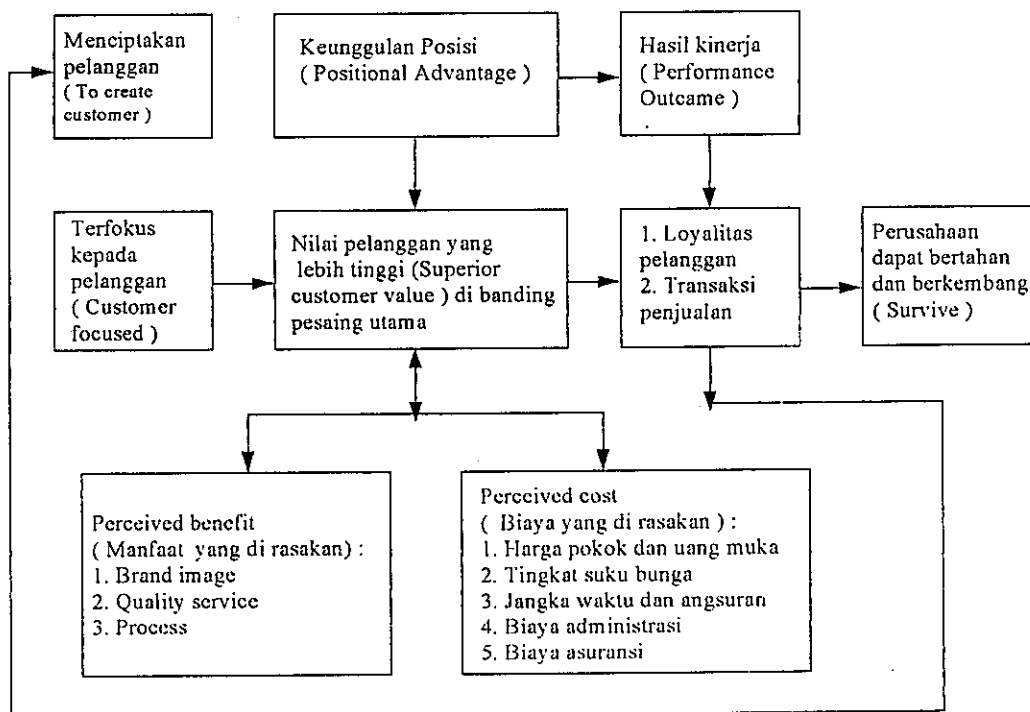 Menciptakan
pelanggan
( To create
customer )
Keunggulan Posisi
( Positional Advantage )
Hasil kinerja
( Performance
Outcame )
Terfokus
kepada
pelanggan
( Customer
focused )
Nilai pelanggan yang
lebih tinggi (Superior
customer value ) di banding
pesaing utama
1. Loyalitas
pelanggan
2. Transaksi
penjualan
Perusahaan
dapat bertahan
dan berkembang
( Survive )
Perceived benefit
( Manfaat yang di rasakan) :
1. Brand image
2. Quality service
3. Process
Perceived cost
( Biaya yang di rasakan ) :
1. Harga pokok dan uang muka
2. Tingkat suku bunga
3. Jangka waktu dan angsuran
4. Biaya administrasi
5. Biaya asuransi